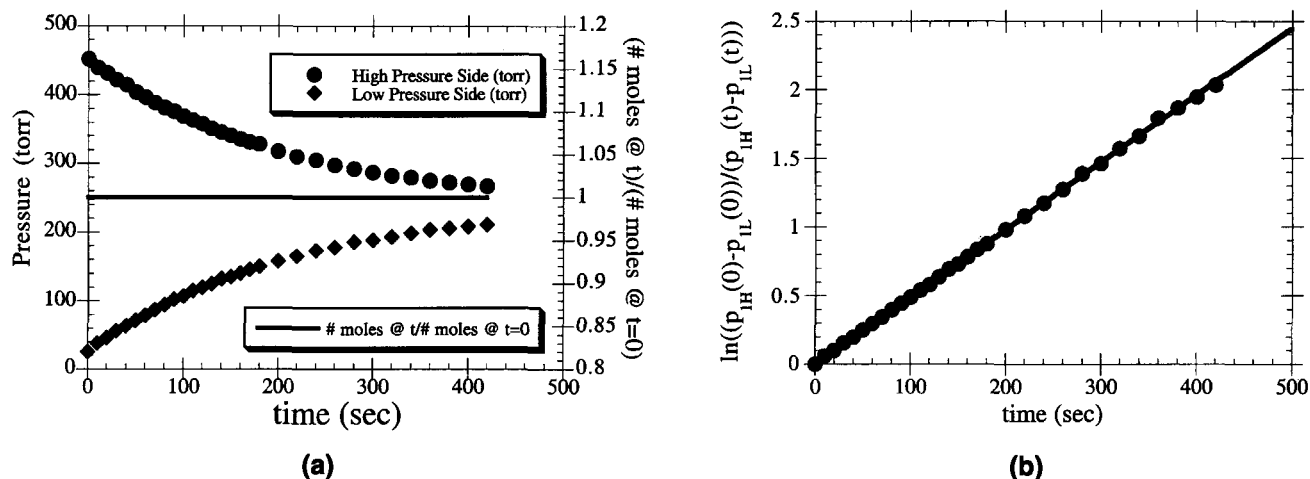 500
400
300
200
100
0
Pressure (torr)
1.2
1.15
1.1
1.05
1
0.95
0.9
0.85
0.8
(# moles @ t)/(# moles @ t=0)
High Pressure Side (torr)
Low Pressure Side (torr)
# moles @ t/# moles @ t=0
0 100 200 300 400 500
time (sec)
(a)
2.5
2
1.5
1
0.5
0
ln((p1H(0)-p1L(0))/(p1H(t)-p1L(t)))
0 100 200 300 400 500
time (sec)
(b)